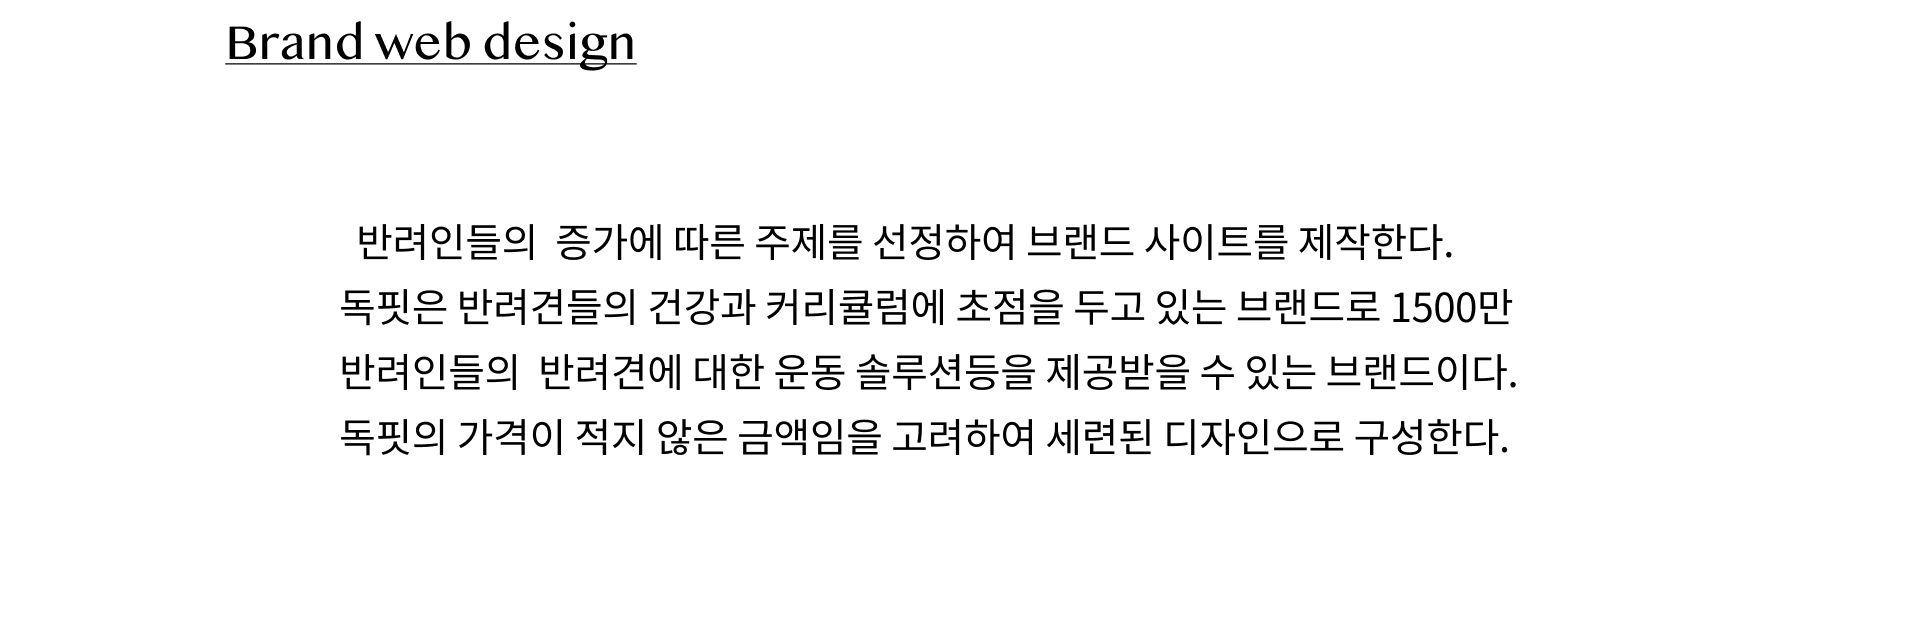 Brand web design
반려인들의  증가에 따른 주제를 선정하여 브랜드 사이트를 제작한다.
독핏은 반려견들의 건강과 커리큘럼에 초점을 두고 있는 브랜드로 1500만
반려인들의  반려견에 대한 운동 솔루션등을 제공받을 수 있는 브랜드이다.
독핏의 가격이 적지 않은 금액임을 고려하여 세련된 디자인으로 구성한다.